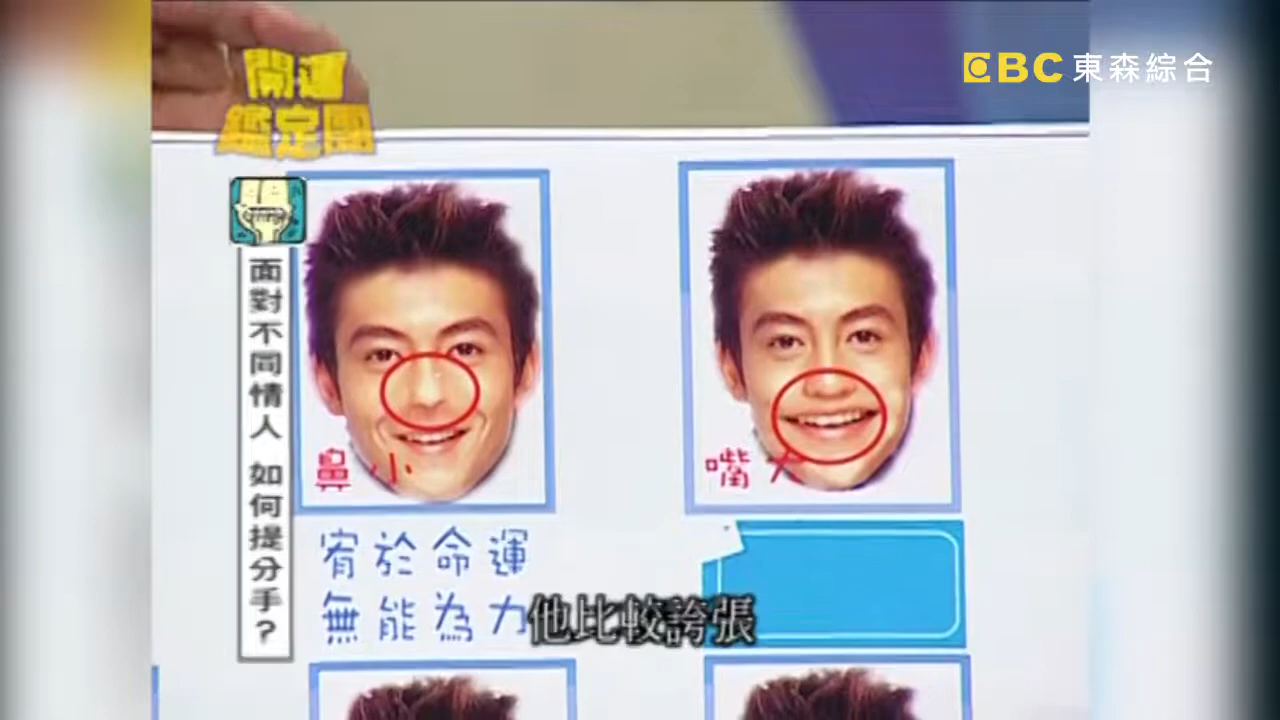 EBC 東森綜合
開運
鑑定團
面對不同情人 如何提分手?
鼻小
嘴大
宥於命運
無能為力
他比較誇張